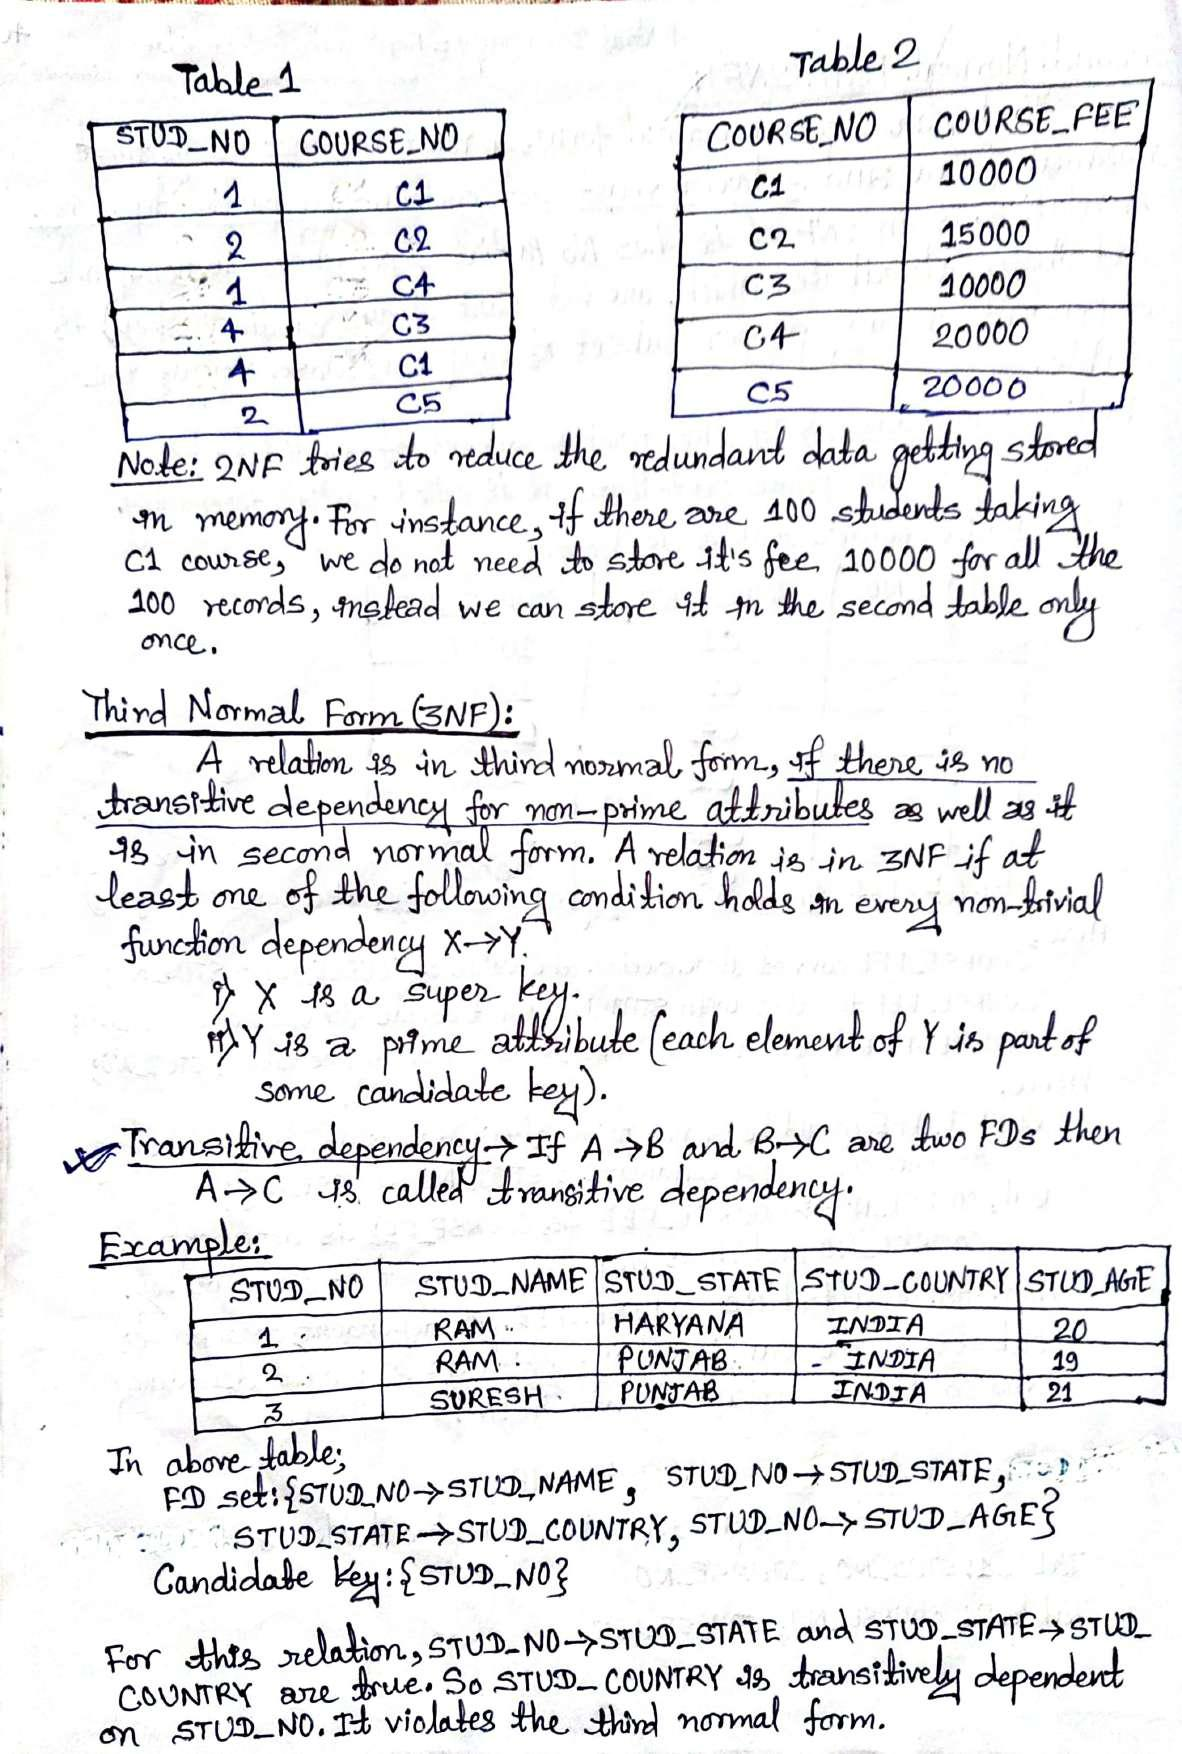 Table 1
STUD_NO COURSE_NO
1 C1
2 C2
1 C4
4 C3
4 C1
2 C5
Table 2
COURSE_NO COURSE_FEE
C1 10000
C2 15000
C3 10000
C4 20000
C5 20000
Note: 2NF tries to reduce the redundant data getting stored
in memory. For instance, if there are 100 students taking
C1 course, we do not need to store it's fee 10000 for all the
100 records, instead we can store it in the second table only
once.
Third Normal Form (3NF):
A relation is in third normal form, if there is no
transitive dependency for non-prime attributes as well as it
is in second normal form. A relation is in 3NF if at
least one of the following condition holds in every non-trivial
function dependency X→Y.
i) X is a super key.
ii) Y is a prime attribute (each element of Y is part of
some candidate key).
Transitive dependency → If A→B and B→C are two FDs then
A→C is called transitive dependency.
Example:
STUD_NO STUD_NAME STUD_STATE STUD-COUNTRY STUD_AGE
1 RAM HARYANA INDIA 20
2 RAM PUNJAB INDIA 19
3 SURESH PUNJAB INDIA 21
In above table;
FD set: {STUD_NO→STUD_NAME, STUD_NO→STUD_STATE,
STUD_STATE→STUD_COUNTRY, STUD_NO→STUD_AGE}
Candidate Key: {STUD_NO}
For this relation, STUD_NO→STUD_STATE and STUD_STATE→STUD_
COUNTRY are true. So STUD_COUNTRY is transitively dependent
on STUD_NO. It violates the third normal form.